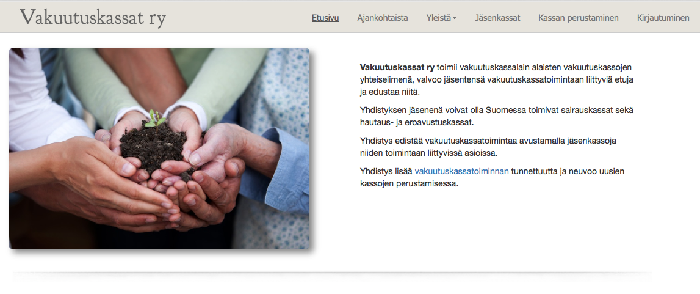 Vakuutuskassat ry
Etusivu Ajankohtaista Yleistä Jäsenkassat Kassan perustaminen Kirjautuminen
Vakuutuskassat ry toimii vakuutuskassalain alaisten vakuutuskassojen
yhteiselimenä, valvoo jäsentensä vakuutuskassatoimintaan liittyviä etuja
ja edustaa niitä.
Yhdistyksen jäsenenä voivat olla Suomessa toimivat sairauskassat sekä
hautaus- ja eroavustuskassat.
Yhdistys edistää vakuutuskassatoimintaa avustamalla jäsenkassoja
niiden toimintaan liittyvissä asioissa.
Yhdistys lisää vakuutuskassatoiminnan tunnettuutta ja neuvoo uusien
kassojen perustamisessa.